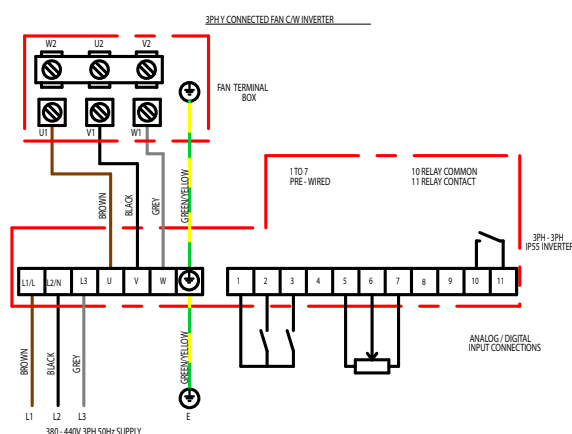 3PH Y CONNECTED FAN C/W INVERTER
W2 U2 V2
FAN TERMINAL
BOX
U1 V1 W1
1 TO 7
PRE - WIRED
10 RELAY COMMON
11 RELAY CONTACT
BROWN
BLACK
GREY
GREEN/YELLOW
3PH - 3PH
IP55 INVERTER
L1/L L2/N L3 U V W
1 2 3 4 5 6 7 8 9 10 11
ANALOG / DIGITAL
INPUT CONNECTIONS
BROWN
BLACK
GREY
GREEN/YELLOW
L1 L2 L3 E
380 - 440V 3PH 50Hz SUPPLY